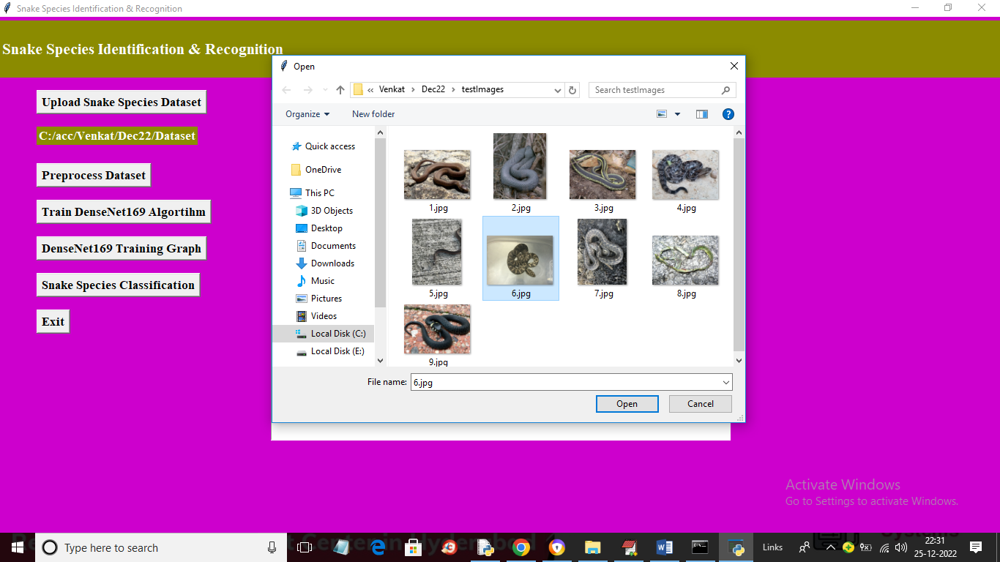 Snake Species Identification & Recognition
Snake Species Identification & Recognition
Upload Snake Species Dataset
C:/acc/Venkat/Dec22/Dataset
Preprocess Dataset
Train DenseNet169 Algortihm
DenseNet169 Training Graph
Snake Species Classification
Exit
Open
« Venkat > Dec22 > testImages
Search testImages
Organize
New folder
Quick access
OneDrive
This PC
3D Objects
Desktop
Documents
Downloads
Music
Pictures
Videos
Local Disk (C:)
Local Disk (E:)
1.jpg 2.jpg 3.jpg 4.jpg
5.jpg 6.jpg 7.jpg 8.jpg
9.jpg
File name: 6.jpg
Open Cancel
Activate Windows
Go to Settings to activate Windows.
Type here to search
Links
22:31
25-12-2022